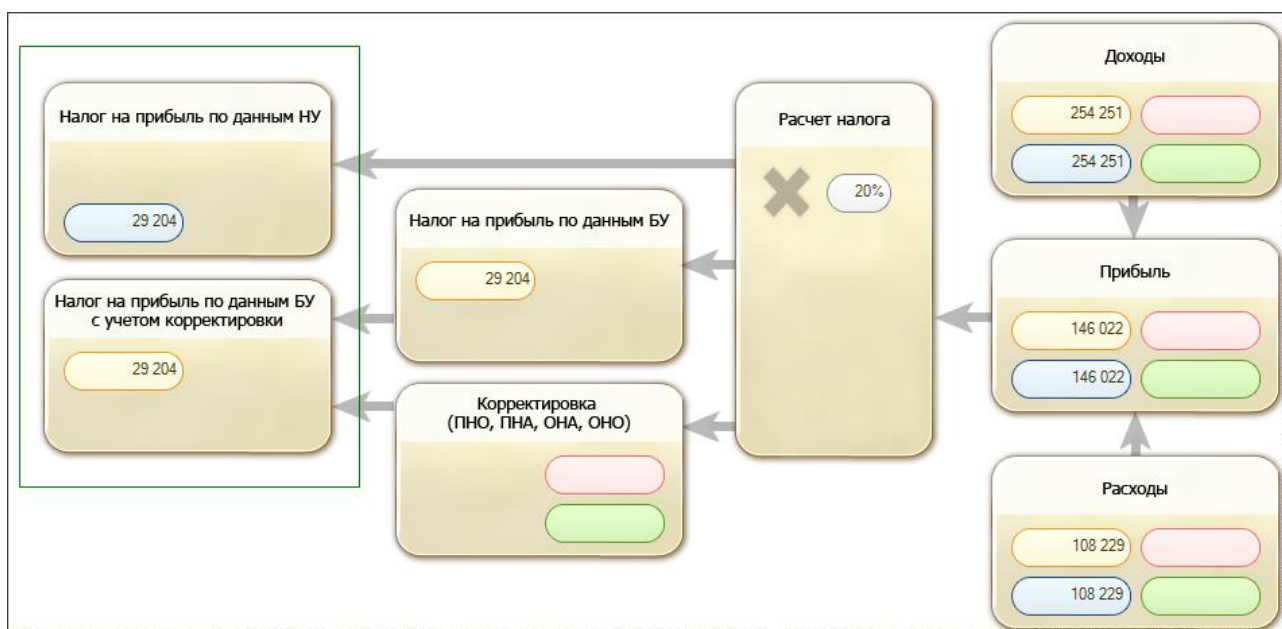 Налог на прибыль по данным НУ
29 204
Налог на прибыль по данным БУ
с учетом корректировки
29 204
Налог на прибыль по данным БУ
29 204
Корректировка
(ПНО, ПНА, ОНА, ОНО)
Расчет налога
20%
Доходы
254 251
254 251
Прибыль
146 022
146 022
Расходы
108 229
108 229